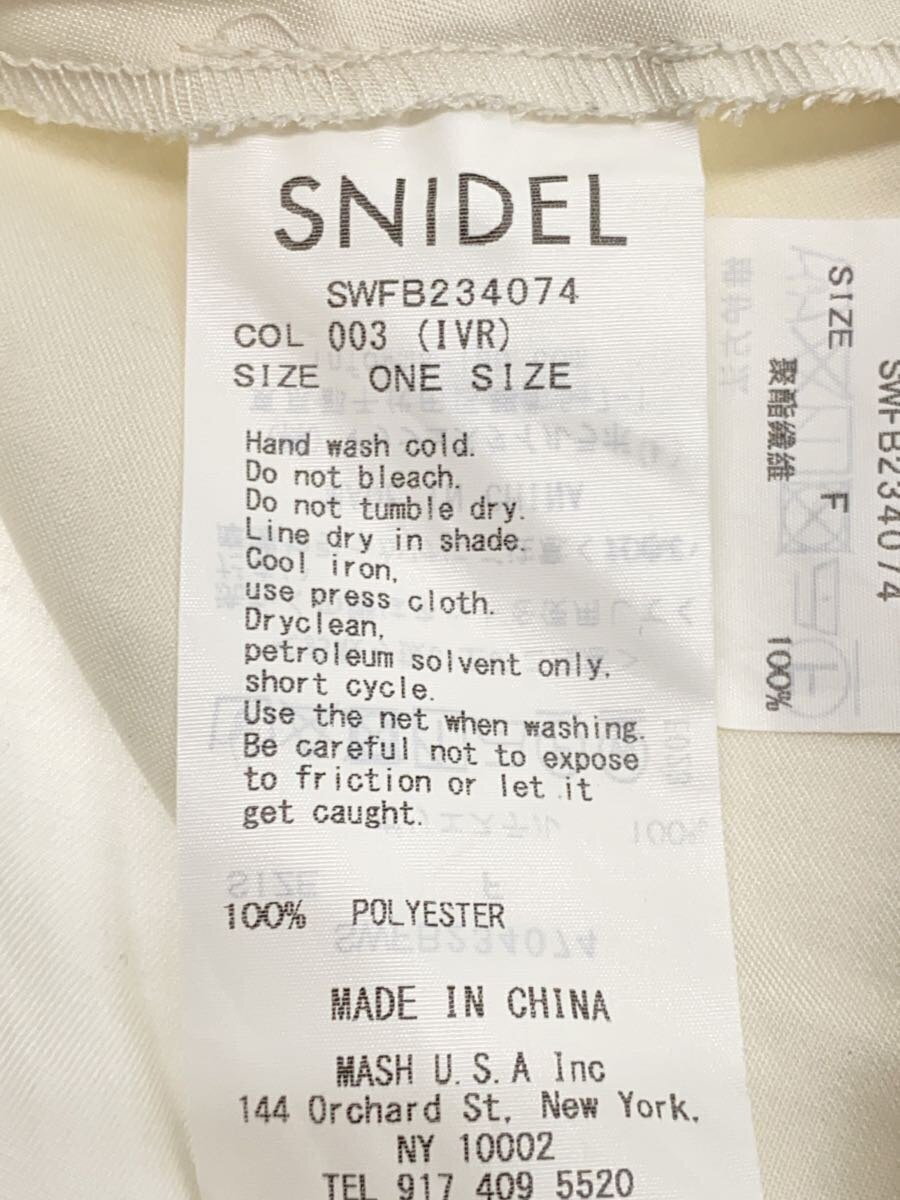 SNIDEL
SWFB234074
COL 003 (IVR)
SIZE ONE SIZE
Hand wash cold.
Do not bleach.
Do not tumble dry.
Line dry in shade.
Cool iron,
use press cloth.
Dryclean,
petroleum solvent only,
short cycle.
Use the net when washing.
Be careful not to expose
to friction or let it
get caught.
100% POLYESTER
MADE IN CHINA
MASH U.S.A Inc
144 Orchard St, New York,
NY 10002
TEL 917 409 5520
SWFB234074
SIZE F
聚酯纖維 100%